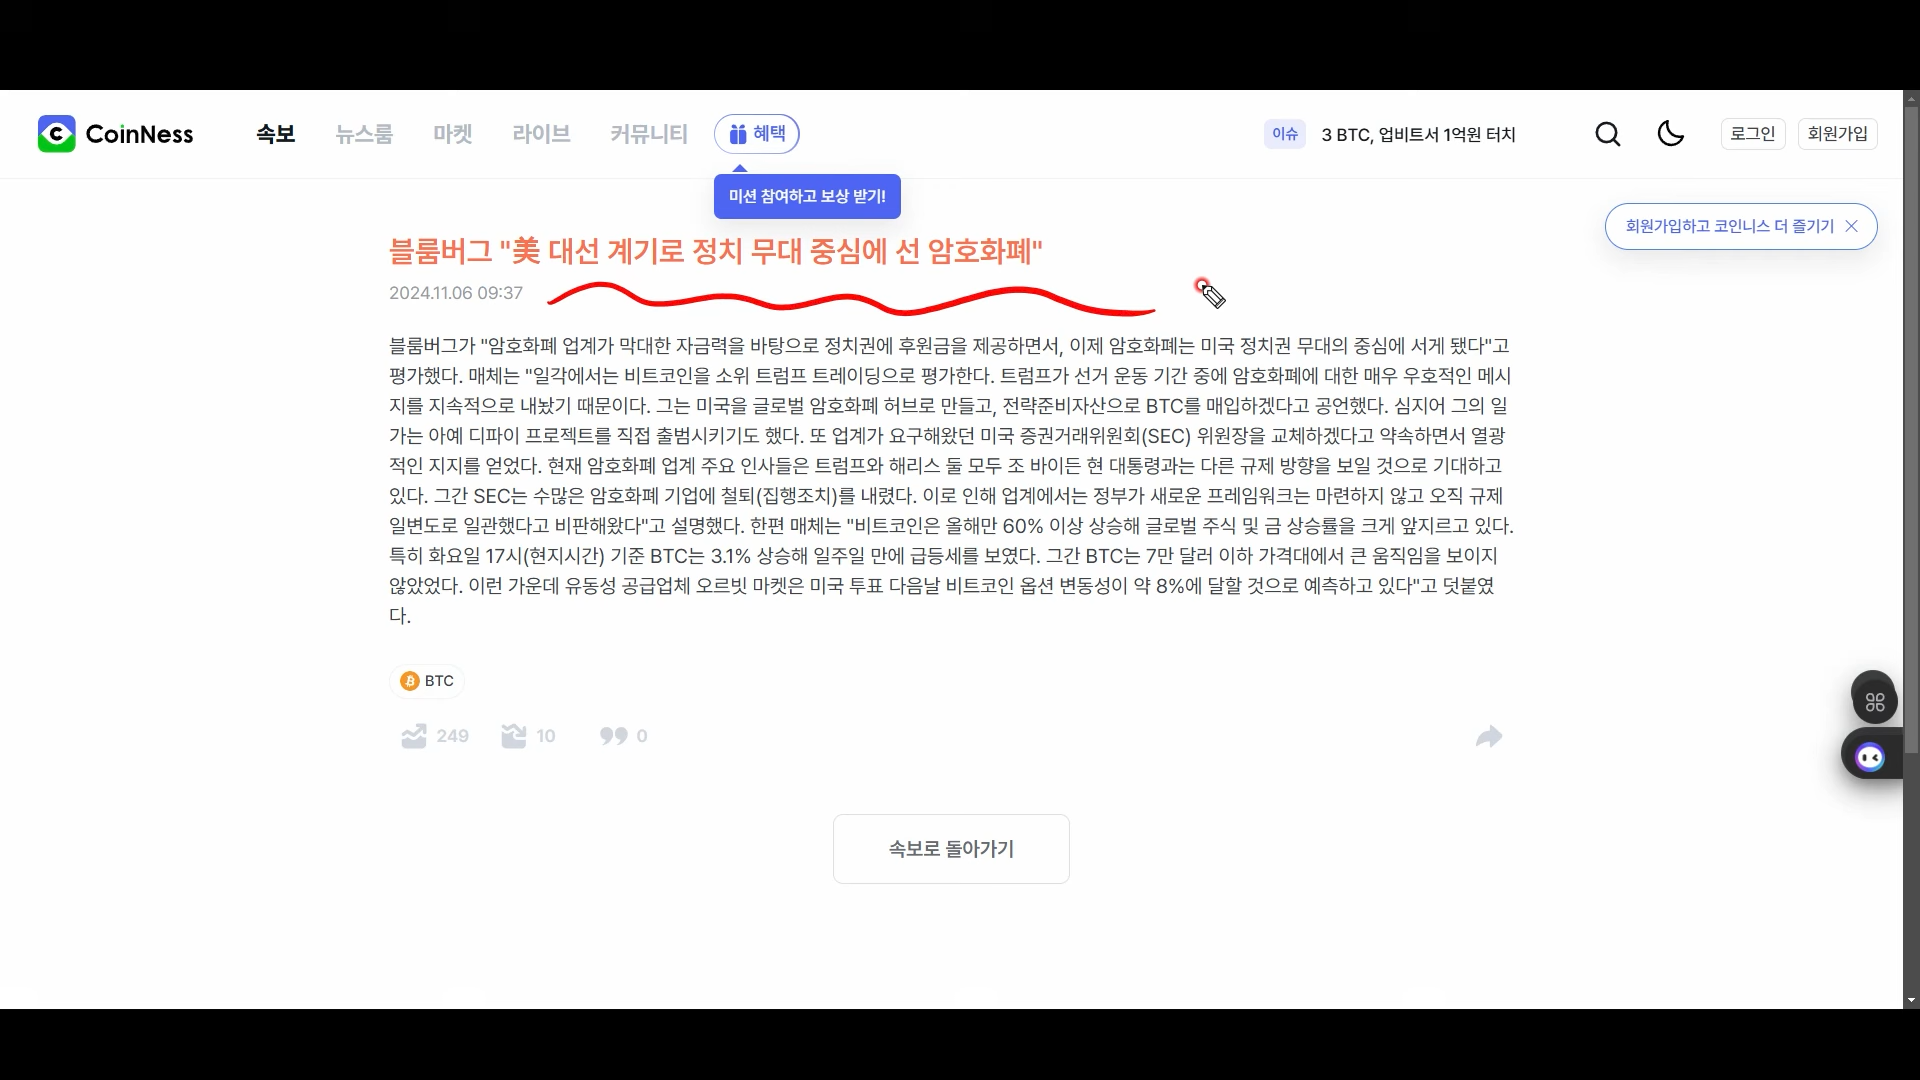 CoinNess
속보 뉴스룸 마켓 라이브 커뮤니티 혜택
이슈 3 BTC, 업비트서 1억원 터치
로그인 회원가입
미션 참여하고 보상 받기!
회원가입하고 코인니스 더 즐기기
블룸버그 "美 대선 계기로 정치 무대 중심에 선 암호화폐"
2024.11.06 09:37
블룸버그가 "암호화폐 업계가 막대한 자금력을 바탕으로 정치권에 후원금을 제공하면서, 이제 암호화폐는 미국 정치권 무대의 중심에 서게 됐다"고
평가했다. 매체는 "일각에서는 비트코인을 소위 트럼프 트레이딩으로 평가한다. 트럼프가 선거 운동 기간 중에 암호화폐에 대한 매우 우호적인 메시
지를 지속적으로 내놨기 때문이다. 그는 미국을 글로벌 암호화폐 허브로 만들고, 전략준비자산으로 BTC를 매입하겠다고 공언했다. 심지어 그의 일
가는 아예 디파이 프로젝트를 직접 출범시키기도 했다. 또 업계가 요구해왔던 미국 증권거래위원회(SEC) 위원장을 교체하겠다고 약속하면서 열광
적인 지지를 얻었다. 현재 암호화폐 업계 주요 인사들은 트럼프와 해리스 둘 모두 조 바이든 현 대통령과는 다른 규제 방향을 보일 것으로 기대하고
있다. 그간 SEC는 수많은 암호화폐 기업에 철퇴(집행조치)를 내렸다. 이로 인해 업계에서는 정부가 새로운 프레임워크는 마련하지 않고 오직 규제
일변도로 일관했다고 비판해왔다"고 설명했다. 한편 매체는 "비트코인은 올해만 60% 이상 상승해 글로벌 주식 및 금 상승률을 크게 앞지르고 있다.
특히 화요일 17시(현지시간) 기준 BTC는 3.1% 상승해 일주일 만에 급등세를 보였다. 그간 BTC는 7만 달러 이하 가격대에서 큰 움직임을 보이지
않았었다. 이런 가운데 유동성 공급업체 오르빗 마켓은 미국 투표 다음날 비트코인 옵션 변동성이 약 8%에 달할 것으로 예측하고 있다"고 덧붙였
다.
BTC
249 10 0
속보로 돌아가기